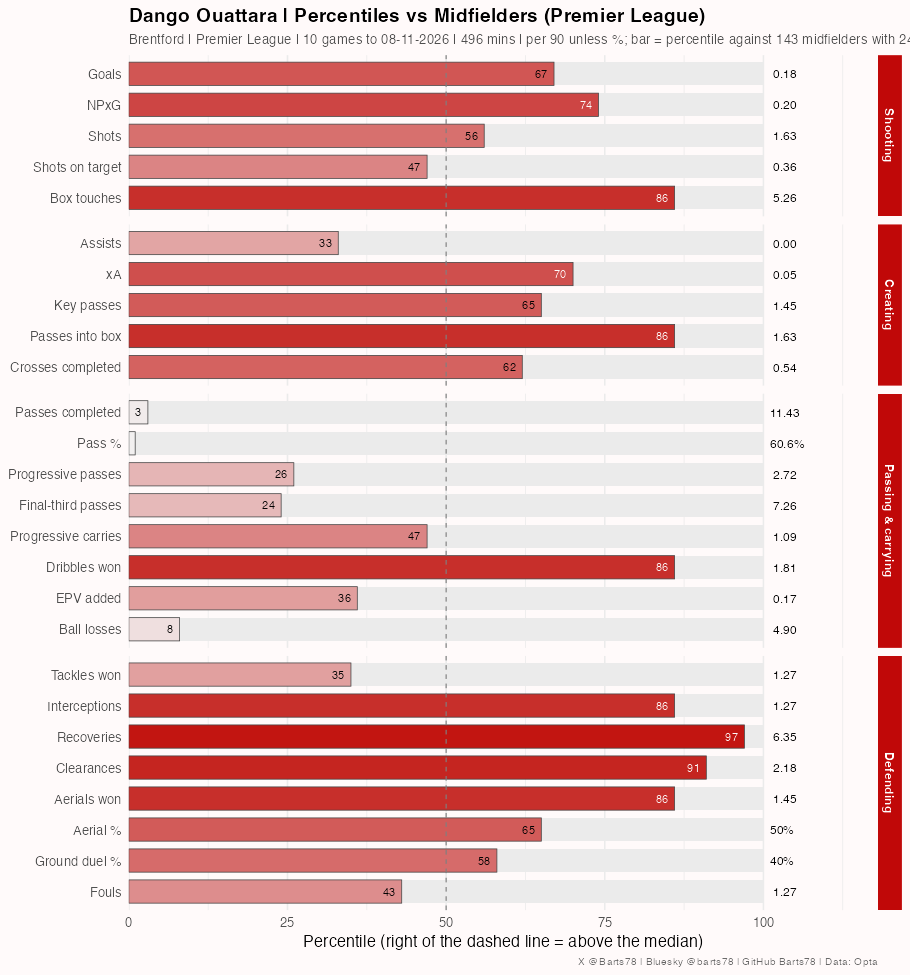 Dango Ouattara | Percentiles vs Midfielders (Premier League)
Brentford | Premier League | 10 games to 08-11-2026 | 496 mins | per 90 unless %; bar = percentile against 143 midfielders with 24
Shooting
Goals 67 0.18
NPxG 74 0.20
Shots 56 1.63
Shots on target 47 0.36
Box touches 86 5.26
Creating
Assists 33 0.00
xA 70 0.05
Key passes 65 1.45
Passes into box 86 1.63
Crosses completed 62 0.54
Passing & carrying
Passes completed 3 11.43
Pass % 60.6%
Progressive passes 26 2.72
Final-third passes 24 7.26
Progressive carries 47 1.09
Dribbles won 86 1.81
EPV added 36 0.17
Ball losses 8 4.90
Defending
Tackles won 35 1.27
Interceptions 86 1.27
Recoveries 97 6.35
Clearances 91 2.18
Aerials won 86 1.45
Aerial % 65 50%
Ground duel % 58 40%
Fouls 43 1.27
0 25 50 75 100
Percentile (right of the dashed line = above the median)
X @Barts78 | Bluesky @barts78 | GitHub Barts78 | Data: Opta